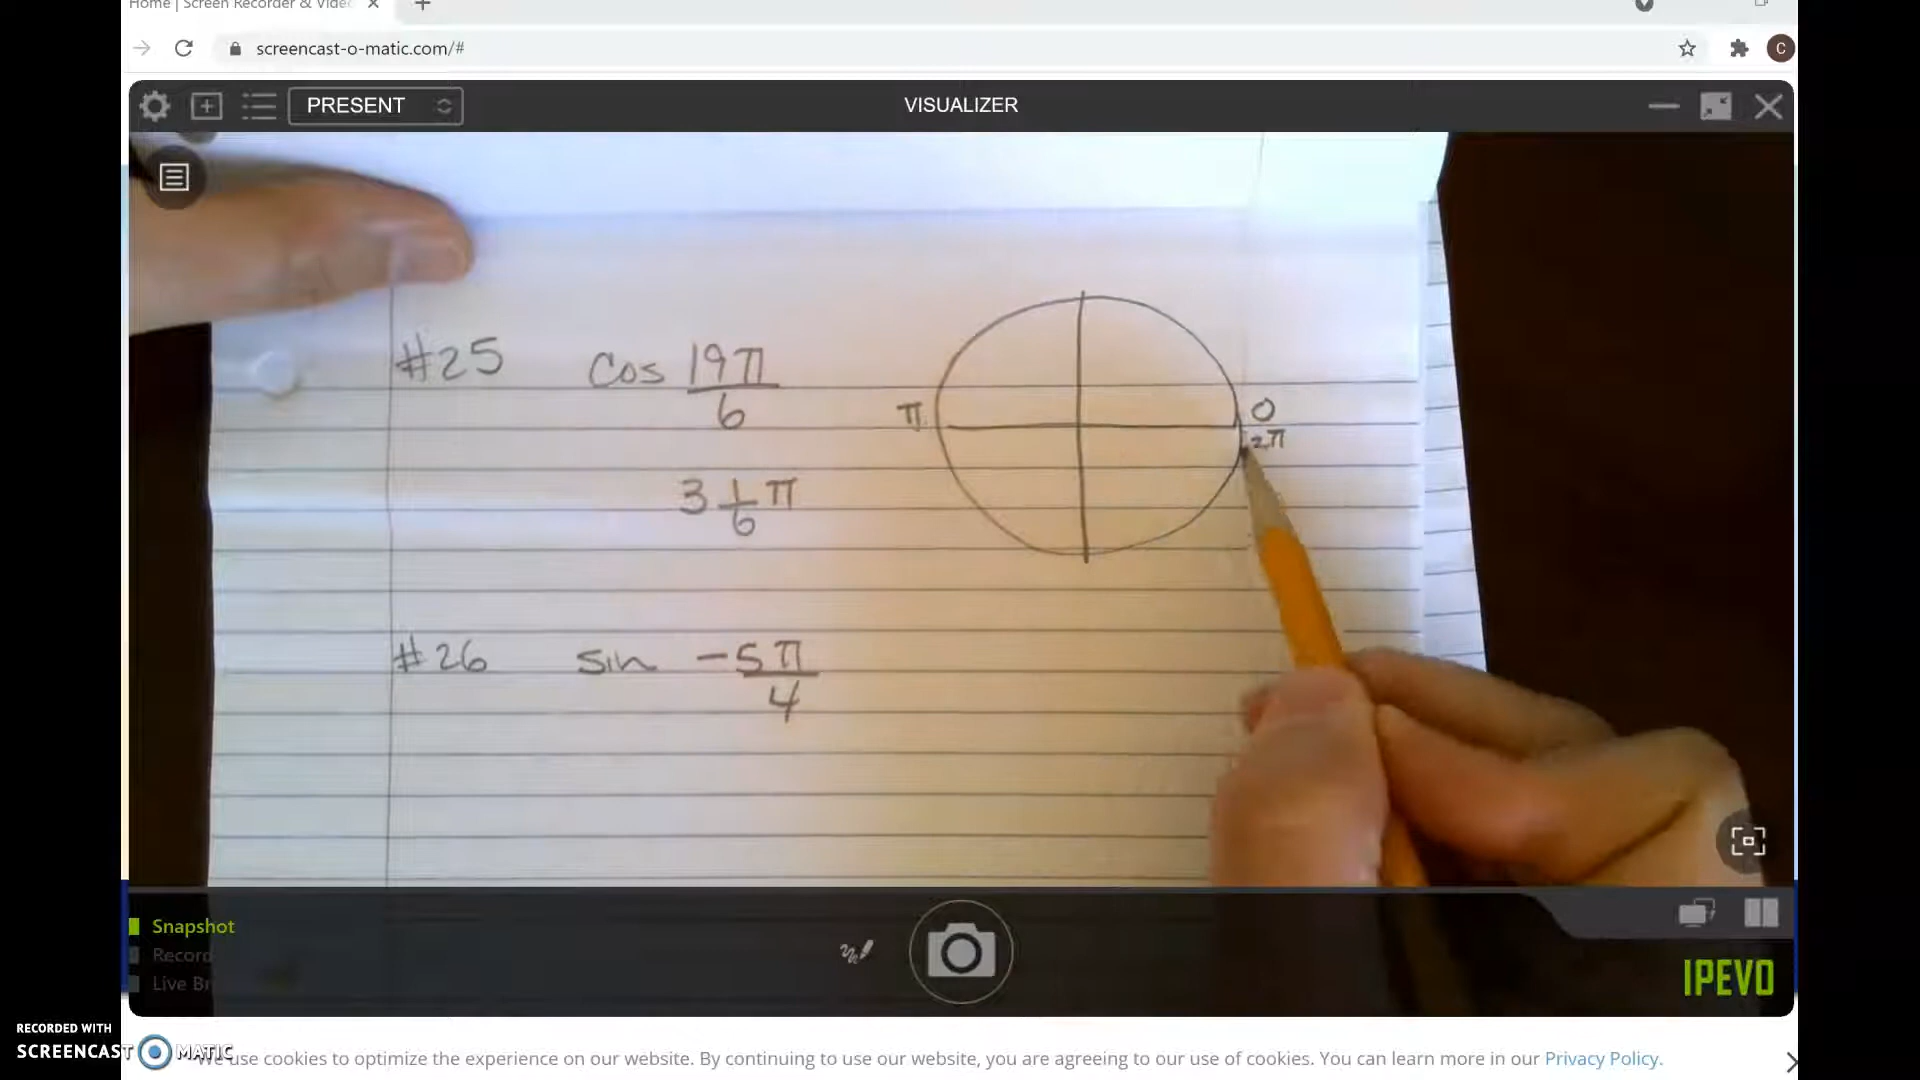 Home | Screen Recorder & Vide
screencast-o-matic.com/#
C
PRESENT
VISUALIZER
#25 cos 19π/6
π
0
2π
3 1/6 π
#26 sin -5π/4
Snapshot
Record
Live Br
IPEVO
RECORDED WITH
SCREENCAST MATIC
We use cookies to optimize the experience on our website. By continuing to use our website, you are agreeing to our use of cookies. You can learn more in our Privacy Policy.